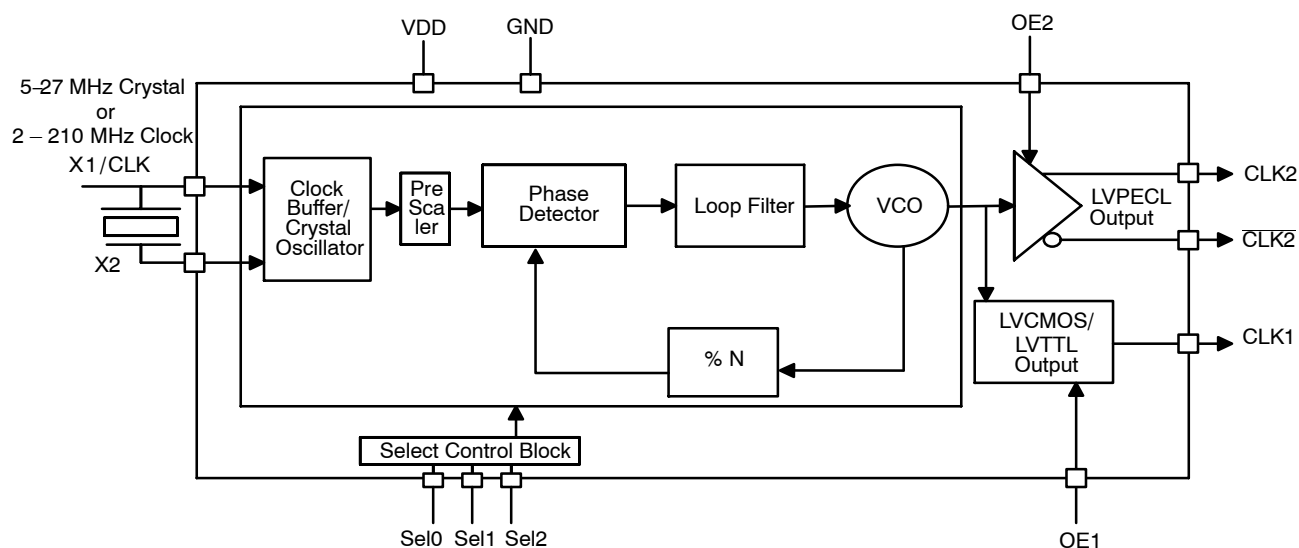 VDD
GND
OE2
5–27 MHz Crystal
or
2 – 210 MHz Clock
X1/CLK
X2
Clock
Buffer/
Crystal
Oscillator
Pre
Sca
ler
Phase
Detector
Loop Filter
VCO
% N
LVPECL
Output
CLK2
C̅L̅K̅2̅
LVCMOS/
LVTTL
Output
CLK1
Select Control Block
Sel0 Sel1 Sel2
OE1